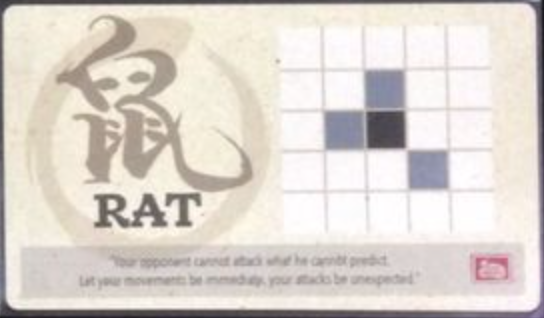 鼠
RAT
"Your opponent cannot attack what he cannot predict.
Let your movements be immediate, your attacks be unexpected."